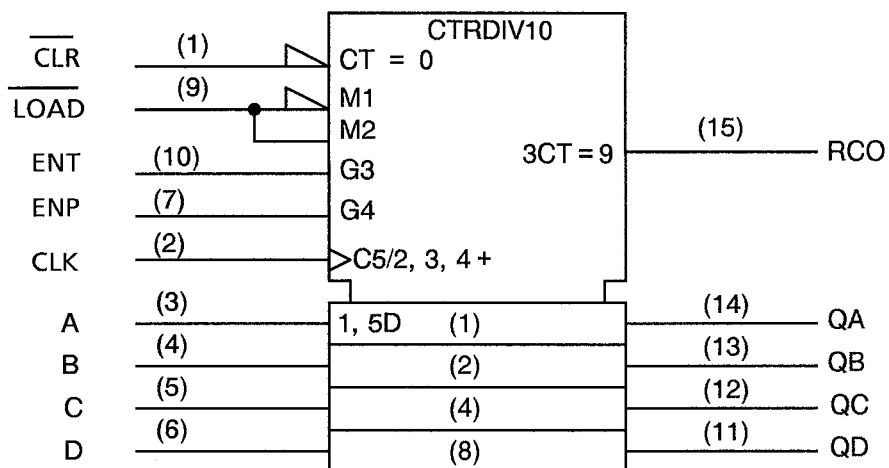 CTRDIV10
CLR (1) CT = 0
LOAD (9) M1
M2
ENT (10) G3
3CT = 9 (15) RCO
ENP (7) G4
CLK (2) C5/2, 3, 4 +
A (3) 1, 5D (1) (14) QA
B (4) (2) (13) QB
C (5) (4) (12) QC
D (6) (8) (11) QD